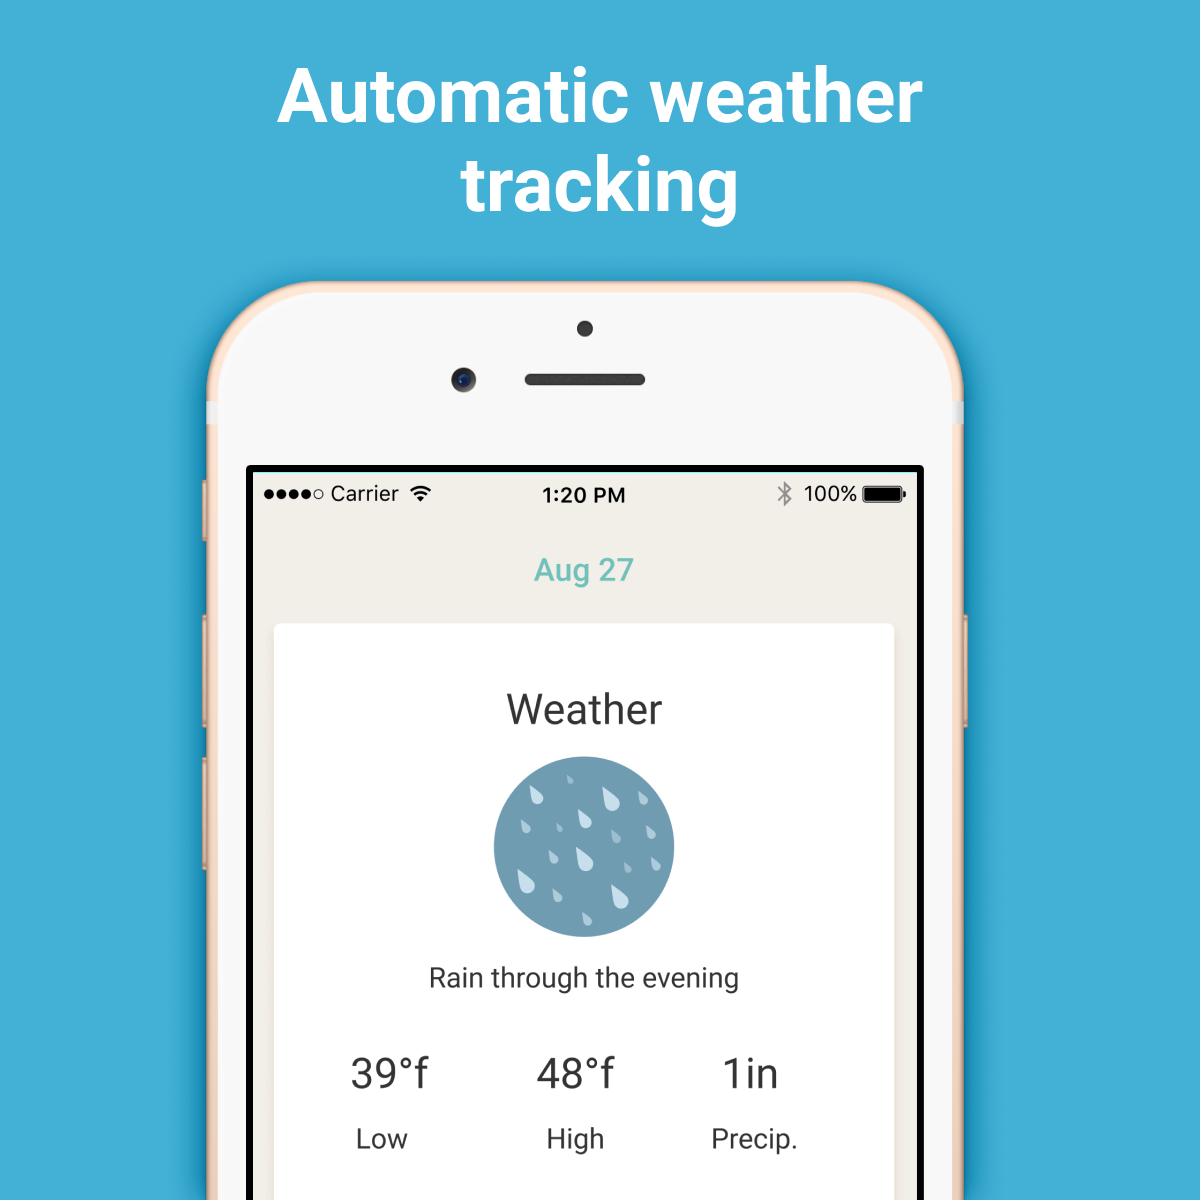 Automatic weather
tracking
Carrier 1:20 PM 100%
Aug 27
Weather
Rain through the evening
39°f 48°f 1in
Low High Precip.